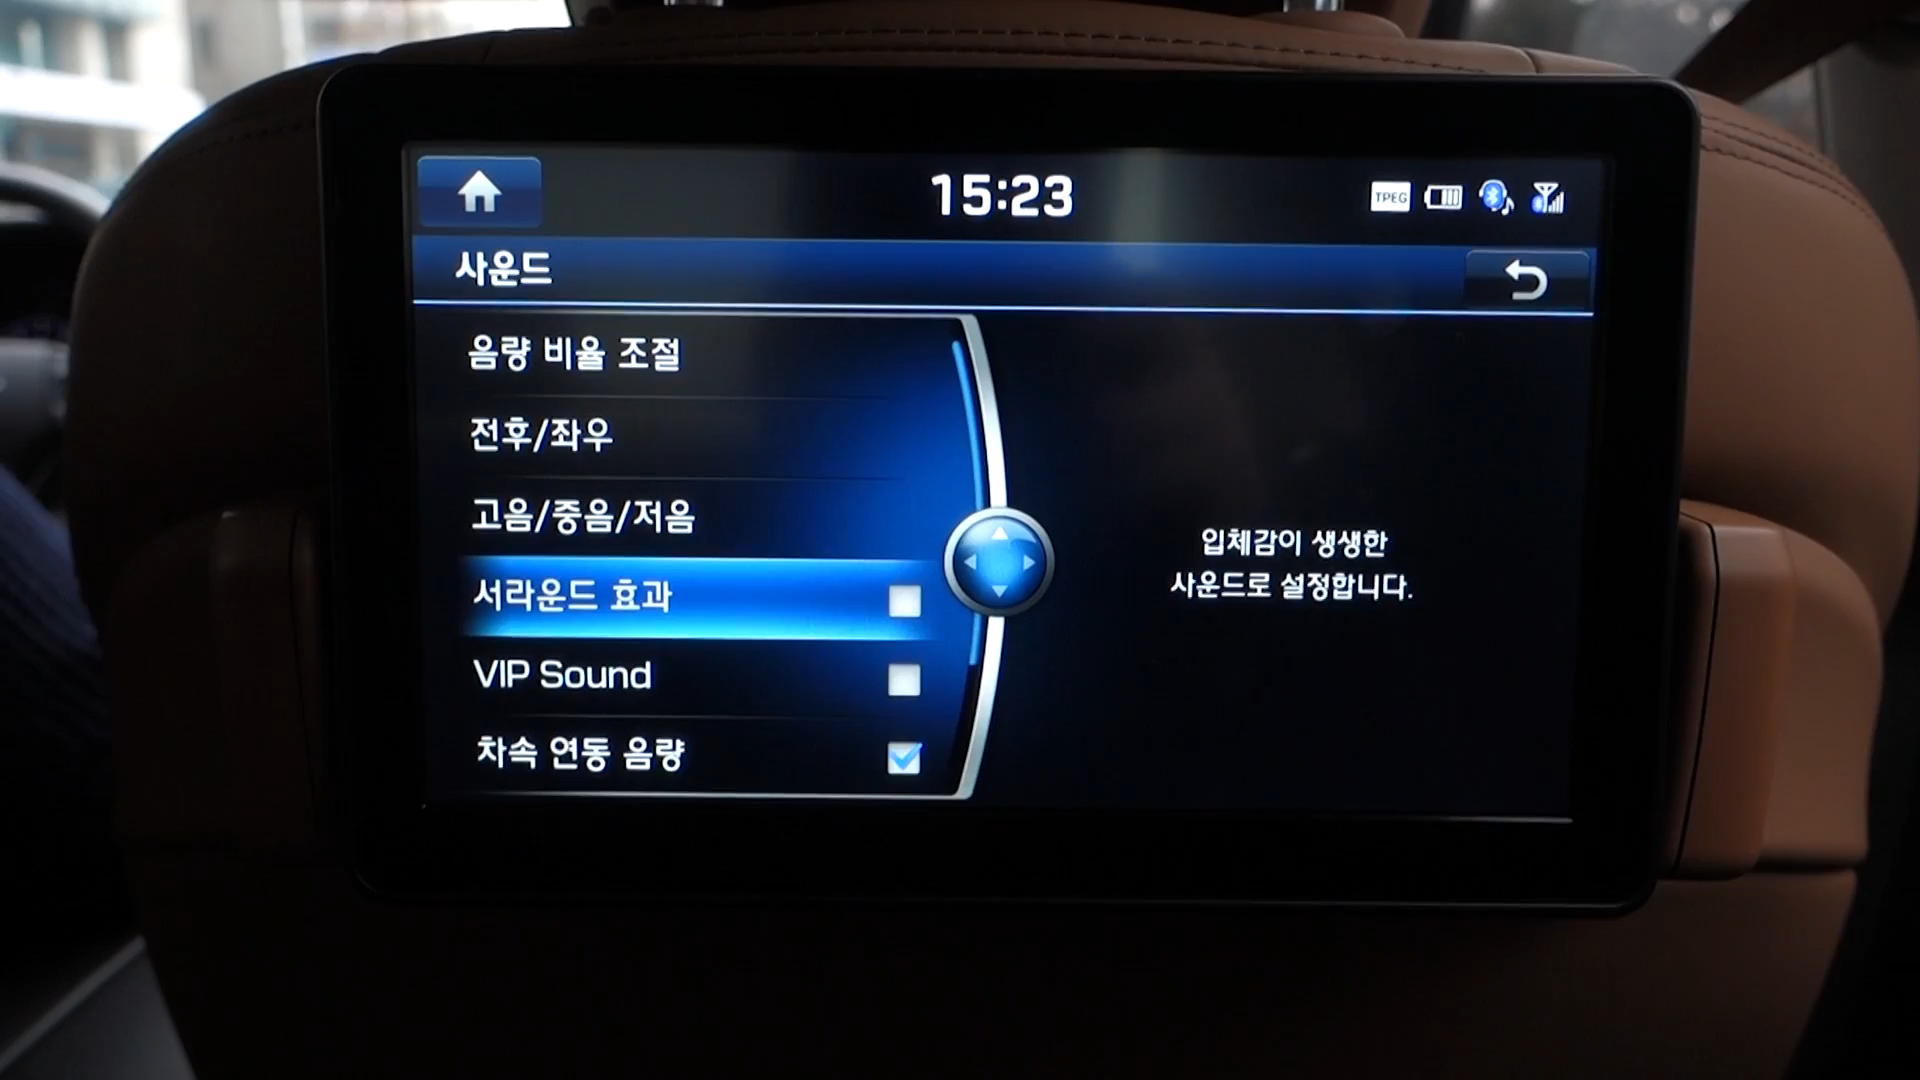 15:23
TPEG
사운드
음량 비율 조절
전후/좌우
고음/중음/저음
서라운드 효과
VIP Sound
차속 연동 음량
입체감이 생생한
사운드로 설정합니다.